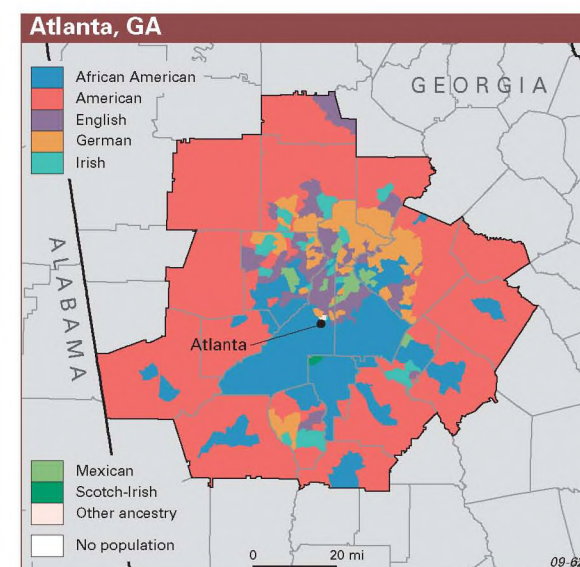 Atlanta, GA
African American
American
English
German
Irish
GEORGIA
ALABAMA
Atlanta
Mexican
Scotch-Irish
Other ancestry
No population
0 20 mi